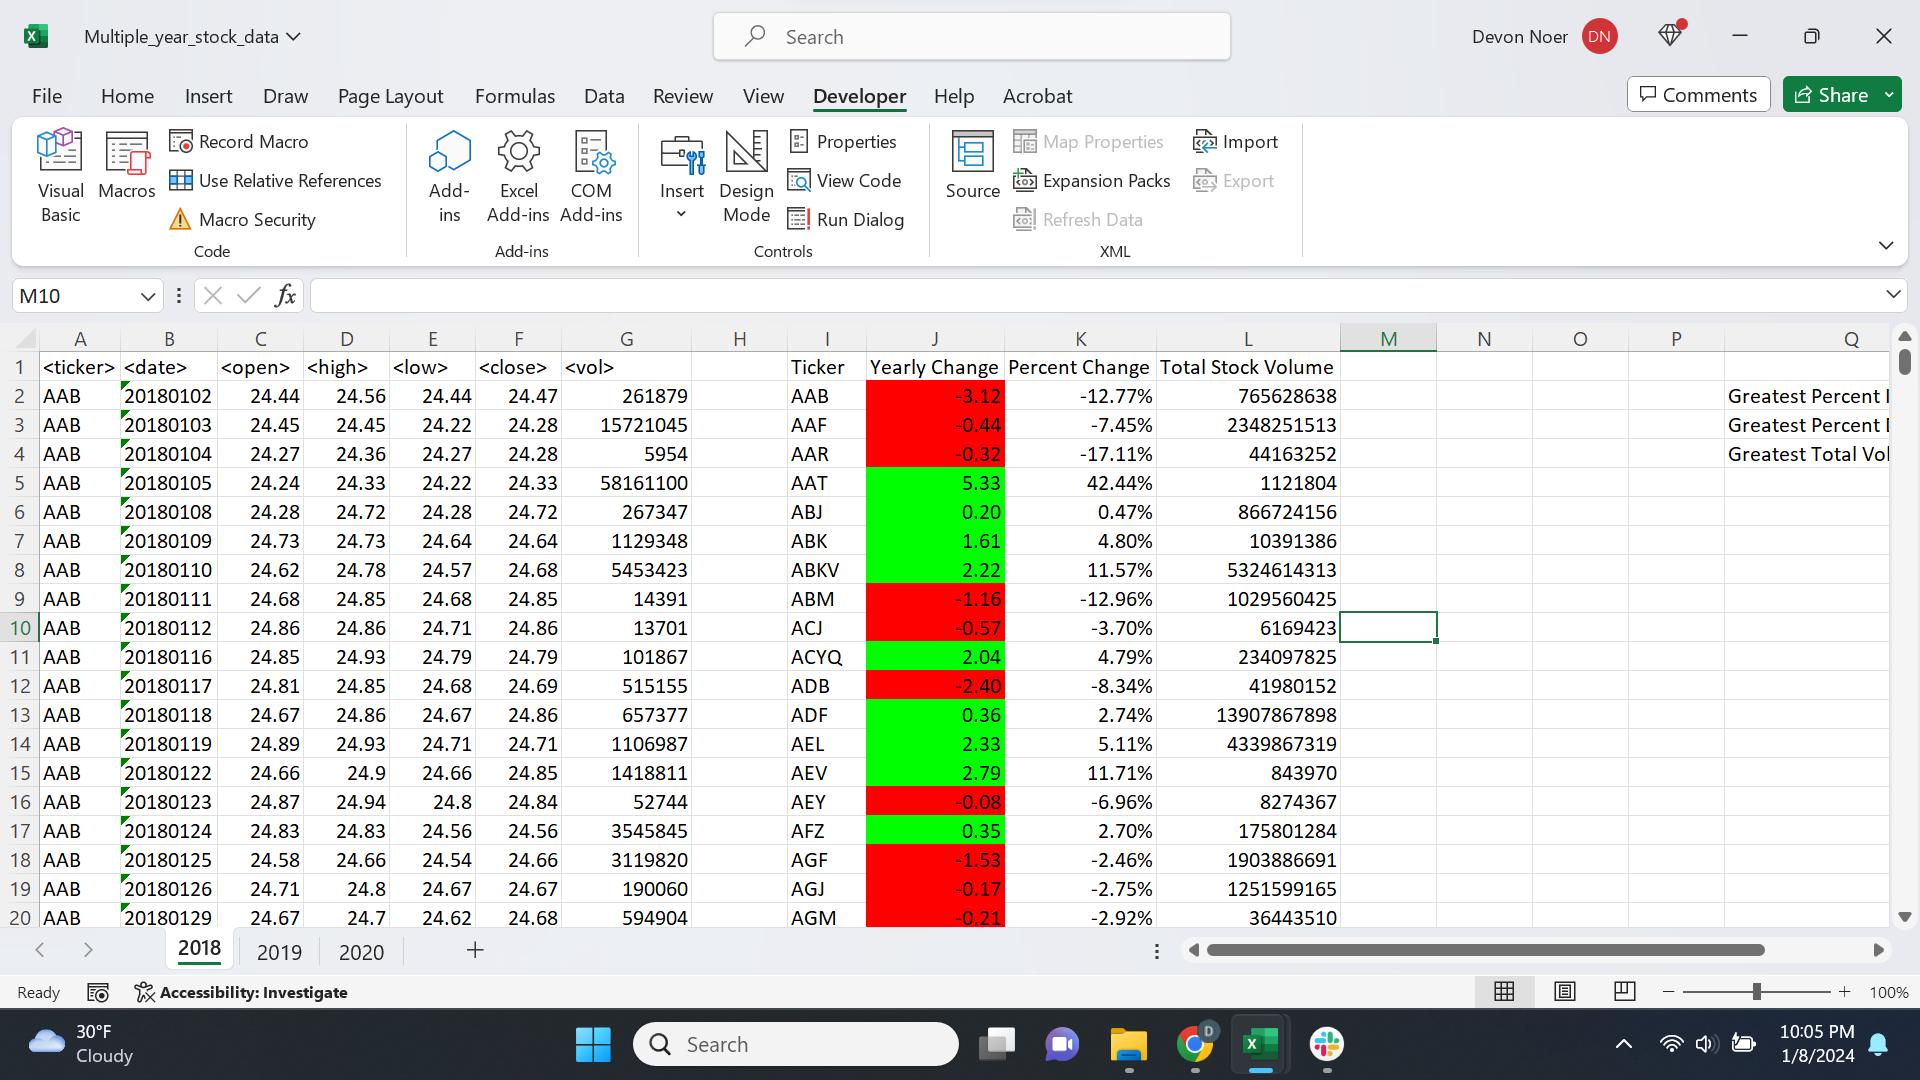 Multiple_year_stock_data
Search
Devon Noer DN
File Home Insert Draw Page Layout Formulas Data Review View Developer Help Acrobat
Comments Share
Visual Basic
Macros
Record Macro
Use Relative References
Macro Security
Code
Add-ins
Excel Add-ins
COM Add-ins
Add-ins
Insert
Design Mode
Properties
View Code
Run Dialog
Controls
Source
Map Properties
Expansion Packs
Refresh Data
Import
Export
XML
M10
fx
A B C D E F G H I J K L M N O P Q
1 <ticker> <date> <open> <high> <low> <close> <vol> Ticker Yearly Change Percent Change Total Stock Volume
2 AAB 20180102 24.44 24.56 24.44 24.47 261879 AAB -3.12 -12.77% 765628638 Greatest Percent
3 AAB 20180103 24.45 24.45 24.22 24.28 15721045 AAF -0.44 -7.45% 2348251513 Greatest Percent
4 AAB 20180104 24.27 24.36 24.27 24.28 5954 AAR -0.32 -17.11% 44163252 Greatest Total Vol
5 AAB 20180105 24.24 24.33 24.22 24.33 58161100 AAT 5.33 42.44% 1121804
6 AAB 20180108 24.28 24.72 24.28 24.72 267347 ABJ 0.20 0.47% 866724156
7 AAB 20180109 24.73 24.73 24.64 24.64 1129348 ABK 1.61 4.80% 10391386
8 AAB 20180110 24.62 24.78 24.57 24.68 5453423 ABKV 2.22 11.57% 5324614313
9 AAB 20180111 24.68 24.85 24.68 24.85 14391 ABM -1.16 -12.96% 1029560425
10 AAB 20180112 24.86 24.86 24.71 24.86 13701 ACJ -0.57 -3.70% 6169423
11 AAB 20180116 24.85 24.93 24.79 24.79 101867 ACYQ 2.04 4.79% 234097825
12 AAB 20180117 24.81 24.85 24.68 24.69 515155 ADB -2.40 -8.34% 41980152
13 AAB 20180118 24.67 24.86 24.67 24.86 657377 ADF 0.36 2.74% 13907867898
14 AAB 20180119 24.89 24.93 24.71 24.71 1106987 AEL 2.33 5.11% 4339867319
15 AAB 20180122 24.66 24.9 24.66 24.85 1418811 AEV 2.79 11.71% 843970
16 AAB 20180123 24.87 24.94 24.8 24.84 52744 AEY -0.08 -6.96% 8274367
17 AAB 20180124 24.83 24.83 24.56 24.56 3545845 AFZ 0.35 2.70% 175801284
18 AAB 20180125 24.58 24.66 24.54 24.66 3119820 AGF -1.53 -2.46% 1903886691
19 AAB 20180126 24.71 24.8 24.67 24.67 190060 AGJ -0.17 -2.75% 1251599165
20 AAB 20180129 24.67 24.7 24.62 24.68 594904 AGM -0.21 -2.92% 36443510
2018 2019 2020
Ready Accessibility: Investigate 100%
30°F
Cloudy
Search
D
10:05 PM
1/8/2024